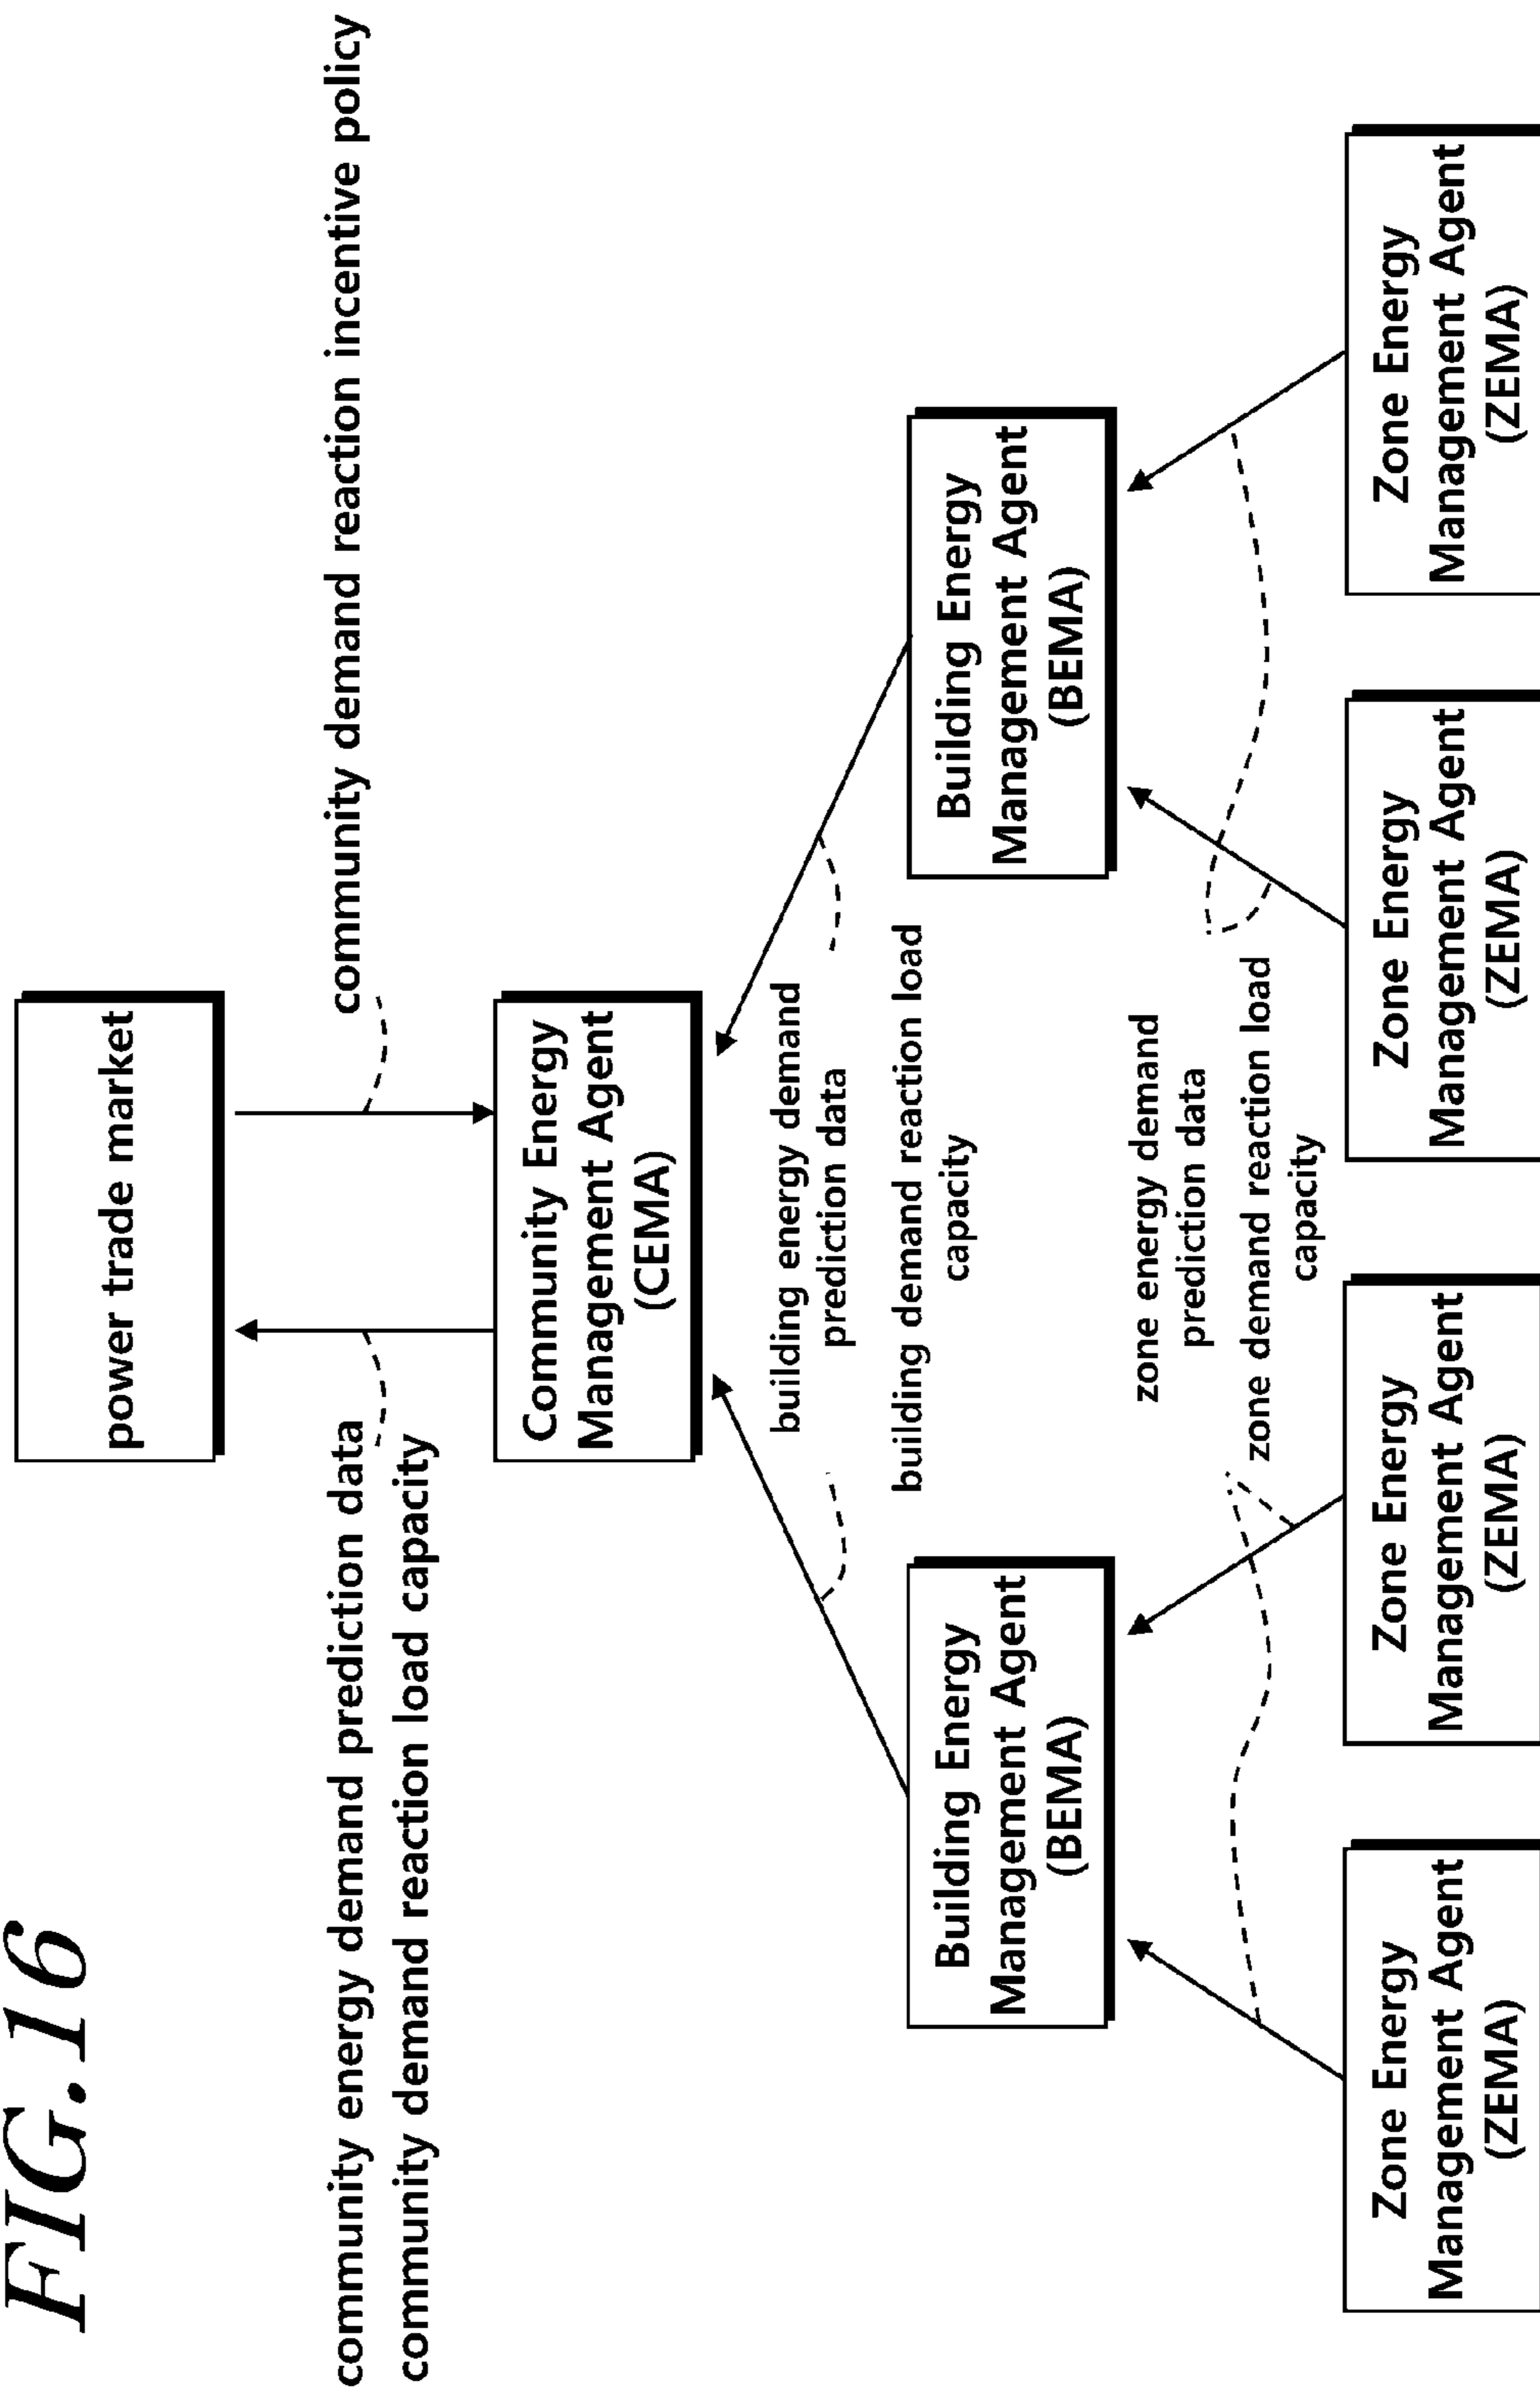 FIG.16
power trade market
community energy demand prediction data
community demand reaction load capacity
community demand reaction incentive policy
Community Energy
Management Agent
(CEMA)
building energy demand
prediction data
building demand reaction load
capacity
Building Energy
Management Agent
(BEMA)
Building Energy
Management Agent
(BEMA)
zone energy demand
prediction data
zone demand reaction load
capacity
Zone Energy
Management Agent
(ZEMA)
Zone Energy
Management Agent
(ZEMA)
Zone Energy
Management Agent
(ZEMA)
Zone Energy
Management Agent
(ZEMA)